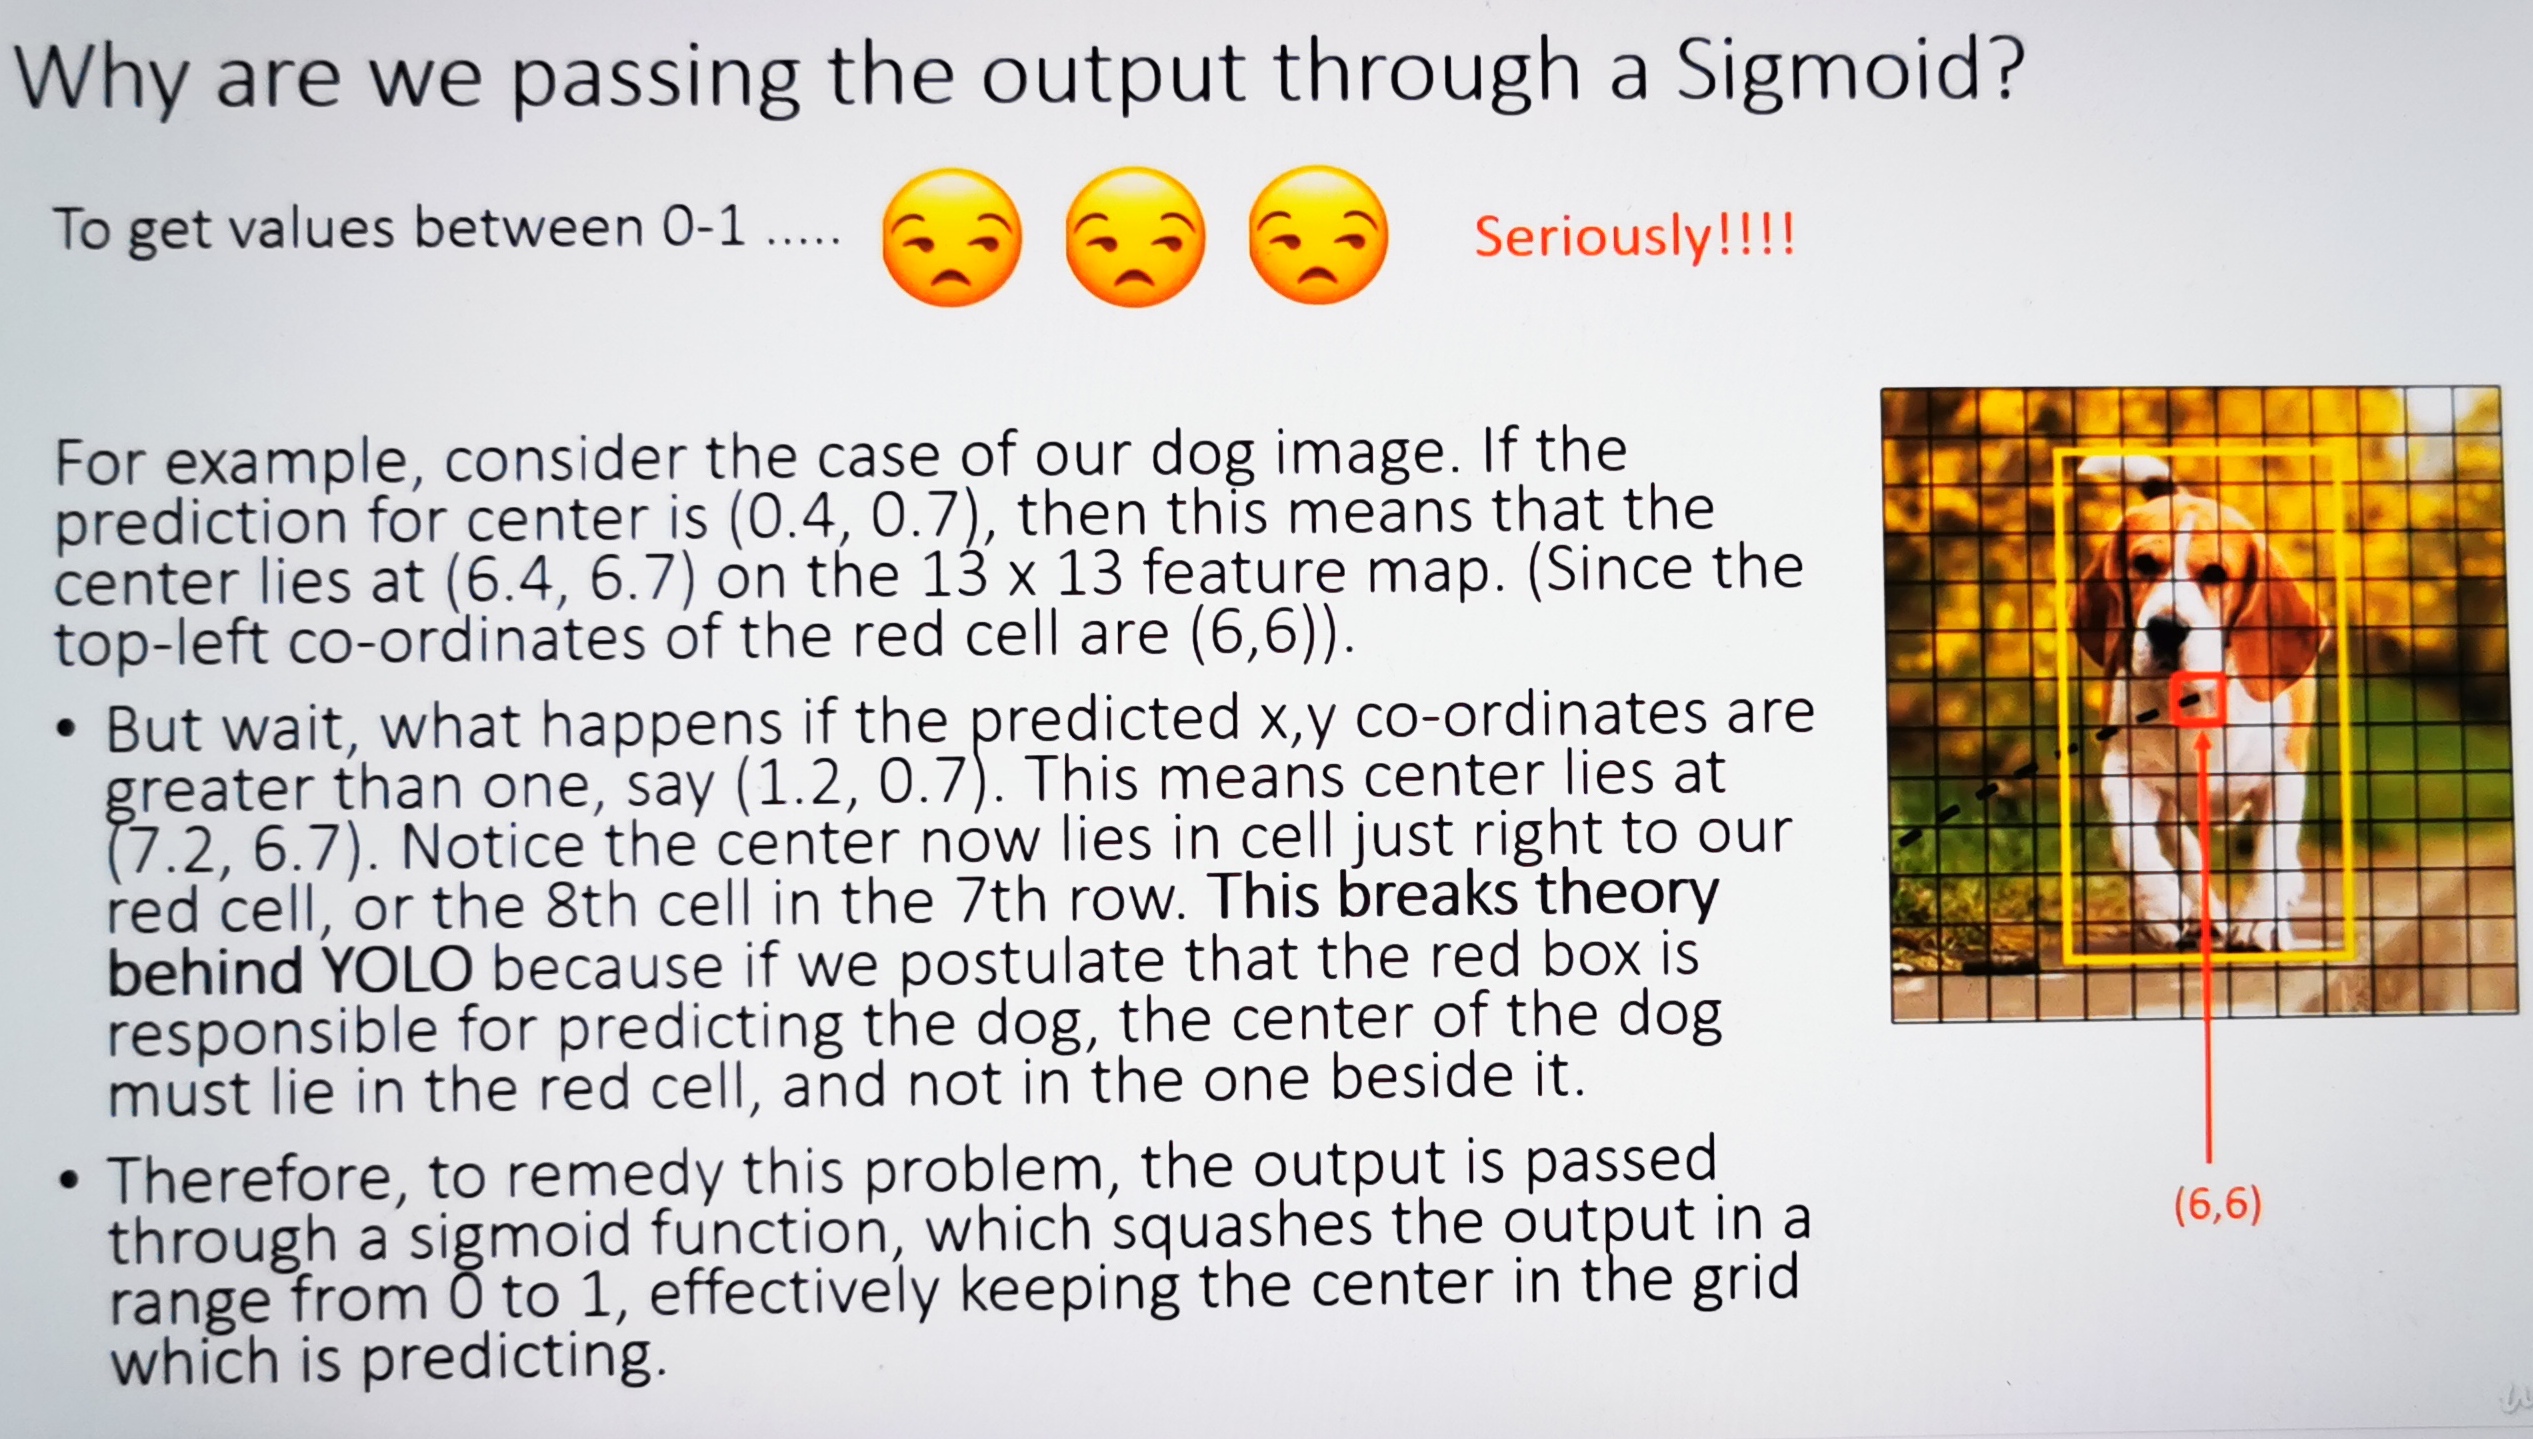 Why are we passing the output through a Sigmoid?
To get values between 0-1 ..... Seriously!!!!
For example, consider the case of our dog image. If the
prediction for center is (0.4, 0.7), then this means that the
center lies at (6.4, 6.7) on the 13 x 13 feature map. (Since the
top-left co-ordinates of the red cell are (6,6)).
• But wait, what happens if the predicted x,y co-ordinates are
greater than one, say (1.2, 0.7). This means center lies at
(7.2, 6.7). Notice the center now lies in cell just right to our
red cell, or the 8th cell in the 7th row. This breaks theory
behind YOLO because if we postulate that the red box is
responsible for predicting the dog, the center of the dog
must lie in the red cell, and not in the one beside it.
• Therefore, to remedy this problem, the output is passed
through a sigmoid function, which squashes the output in a
range from 0 to 1, effectively keeping the center in the grid
which is predicting.
(6,6)